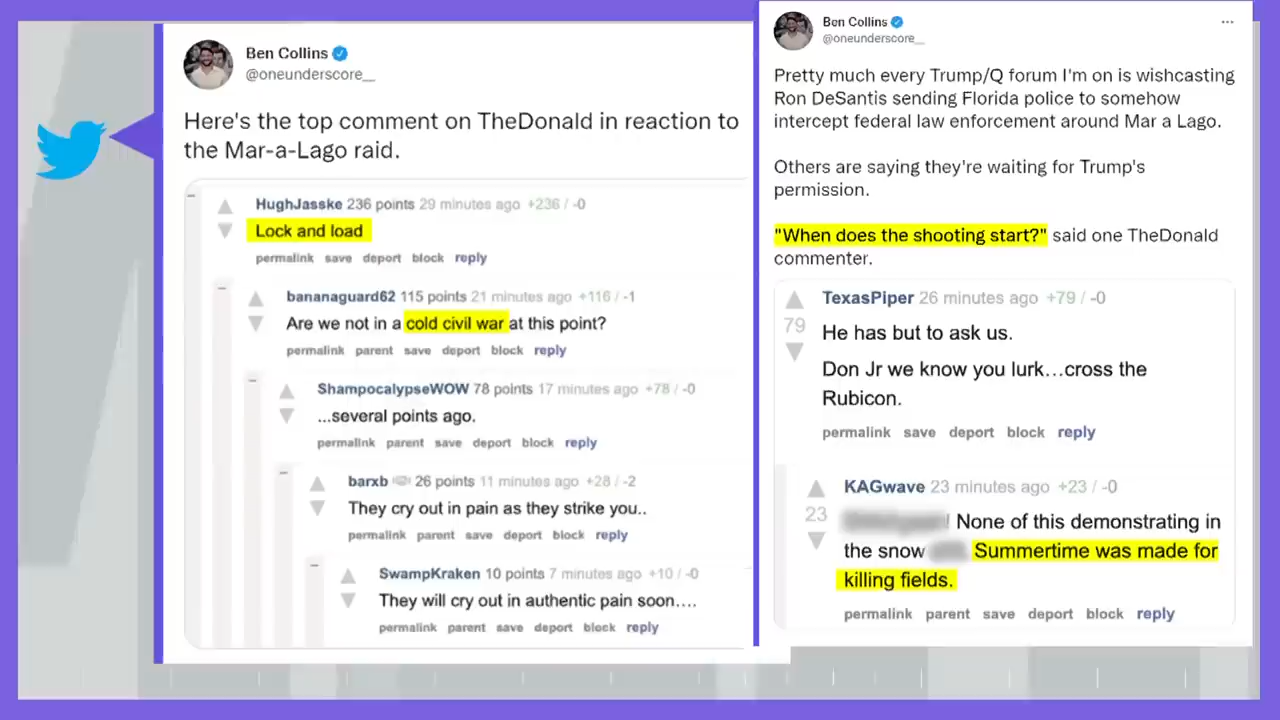 Ben Collins
@oneunderscore__
Here's the top comment on TheDonald in reaction to
the Mar-a-Lago raid.
HughJasske 236 points 29 minutes ago +236 / -0
Lock and load
permalink save deport block reply
bananaguard62 115 points 21 minutes ago +116 / -1
Are we not in a cold civil war at this point?
permalink parent save deport block reply
ShampocalypseWOW 78 points 17 minutes ago +78 / -0
...several points ago.
permalink parent save deport block reply
barxb 26 points 11 minutes ago +28 / -2
They cry out in pain as they strike you..
permalink parent save deport block reply
SwampKraken 10 points 7 minutes ago +10 / -0
They will cry out in authentic pain soon....
permalink parent save deport block reply
Ben Collins
@oneunderscore__
Pretty much every Trump/Q forum I'm on is wishcasting
Ron DeSantis sending Florida police to somehow
intercept federal law enforcement around Mar a Lago.
Others are saying they're waiting for Trump's
permission.
"When does the shooting start?" said one TheDonald
commenter.
TexasPiper 26 minutes ago +79 / -0
79
He has but to ask us.
Don Jr we know you lurk...cross the
Rubicon.
permalink save deport block reply
KAGwave 23 minutes ago +23 / -0
23
None of this demonstrating in
the snow Summertime was made for
killing fields.
permalink parent save deport block reply